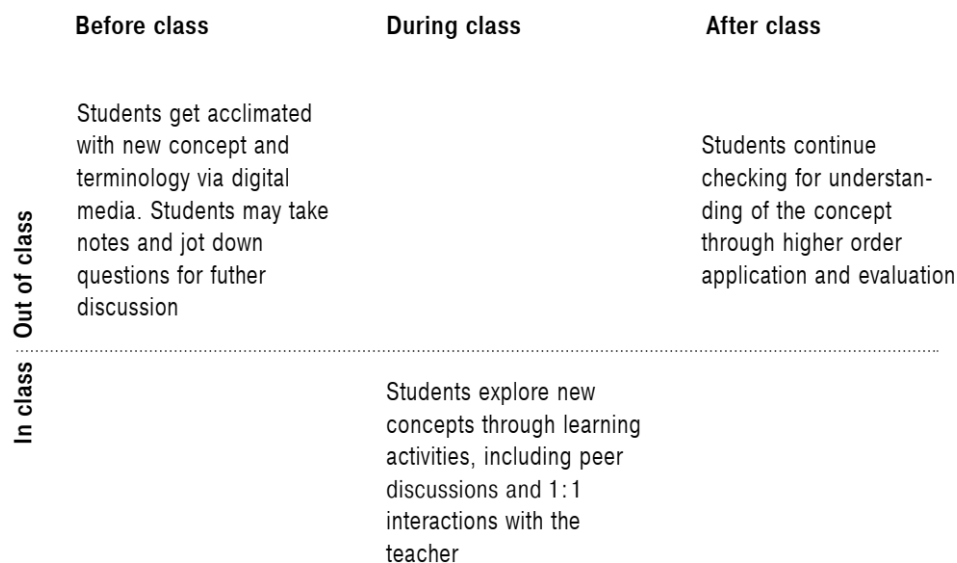 Before class
During class
After class
Out of class
Students get acclimated
with new concept and
terminology via digital
media. Students may take
notes and jot down
questions for futher
discussion
Students continue
checking for understan-
ding of the concept
through higher order
application and evaluation
In class
Students explore new
concepts through learning
activities, including peer
discussions and 1:1
interactions with the
teacher